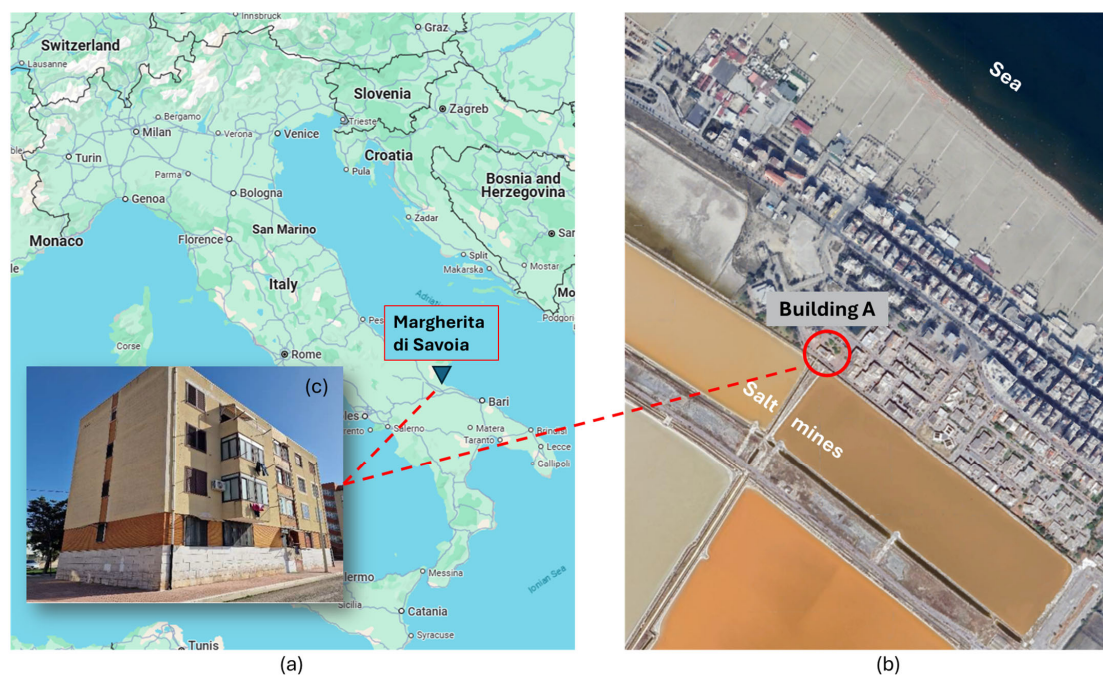 Innsbruck
Graz
Switzerland
Lausanne
Slovenia
Bergamo
Zagreb
Milan
Verona
Venice
Trieste
Turin
Croatia
Parma
Pula
Bosnia and
Herzegovina
Genoa
Bologna
Zadar
Monaco
Florence
San Marino
Split
Makarska
Mostar
Italy
Margherita
di Savoia
Corse
Rome
(c)
Bari
Salerno
Matera
Taranto
Lecce
Gallipoli
Messina
Ionian Sea
Sicilia
Catania
Syracuse
Tunis
(a)
Sea
Building A
Salt
mines
(b)